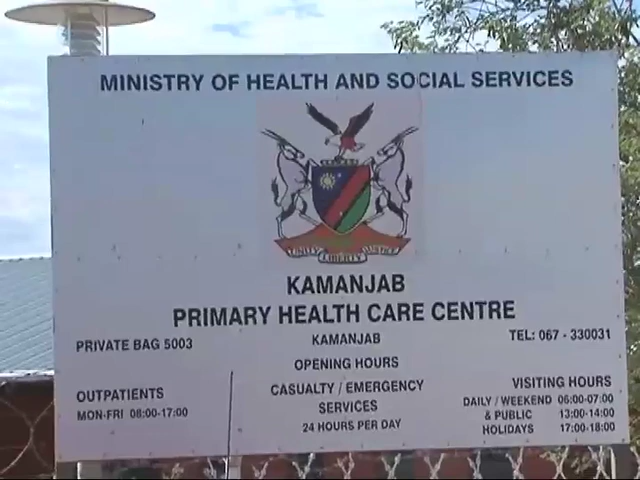 MINISTRY OF HEALTH AND SOCIAL SERVICES
UNITY LIBERTY JUSTICE
KAMANJAB
PRIMARY HEALTH CARE CENTRE
PRIVATE BAG 5003
KAMANJAB
TEL: 067 - 330031
OPENING HOURS
OUTPATIENTS
MON-FRI 08:00-17:00
CASUALTY / EMERGENCY
SERVICES
24 HOURS PER DAY
VISITING HOURS
DAILY / WEEKEND 06:00-07:00
& PUBLIC 13:00-14:00
HOLIDAYS 17:00-18:00